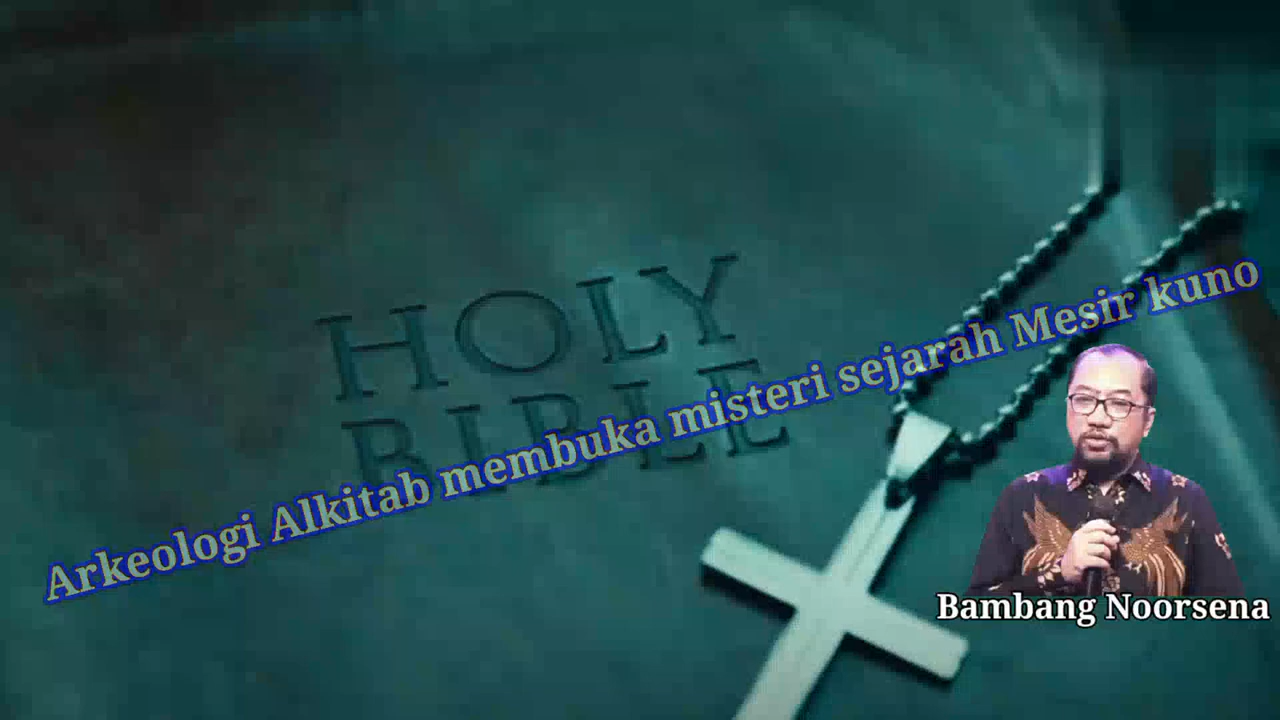 HOLY
BIBLE
Arkeologi Alkitab membuka misteri sejarah Mesir kuno
Bambang Noorsena